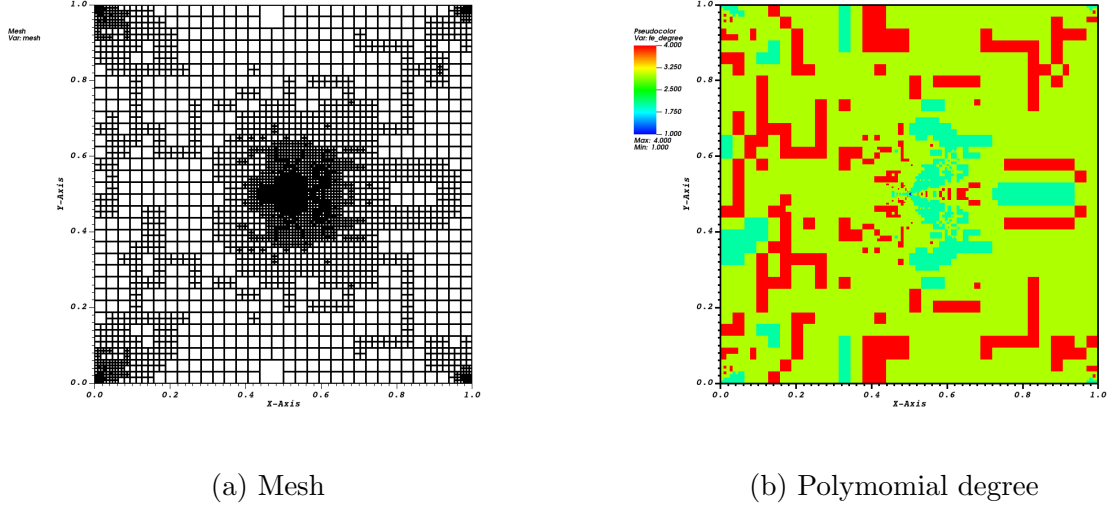 Mesh
Var: mesh
1.0
0.8
0.6
0.4
0.2
0.0
Y-Axis
0.0 0.2 0.4 0.6 0.8 1.0
X-Axis
(a) Mesh
Pseudocolor
Var: fe_degree
4.000
3.250
2.500
1.750
1.000
Max: 4.000
Min: 1.000
1.0
0.8
0.6
0.4
0.2
0.0
Y-Axis
0.0 0.2 0.4 0.6 0.8 1.0
X-Axis
(b) Polymomial degree